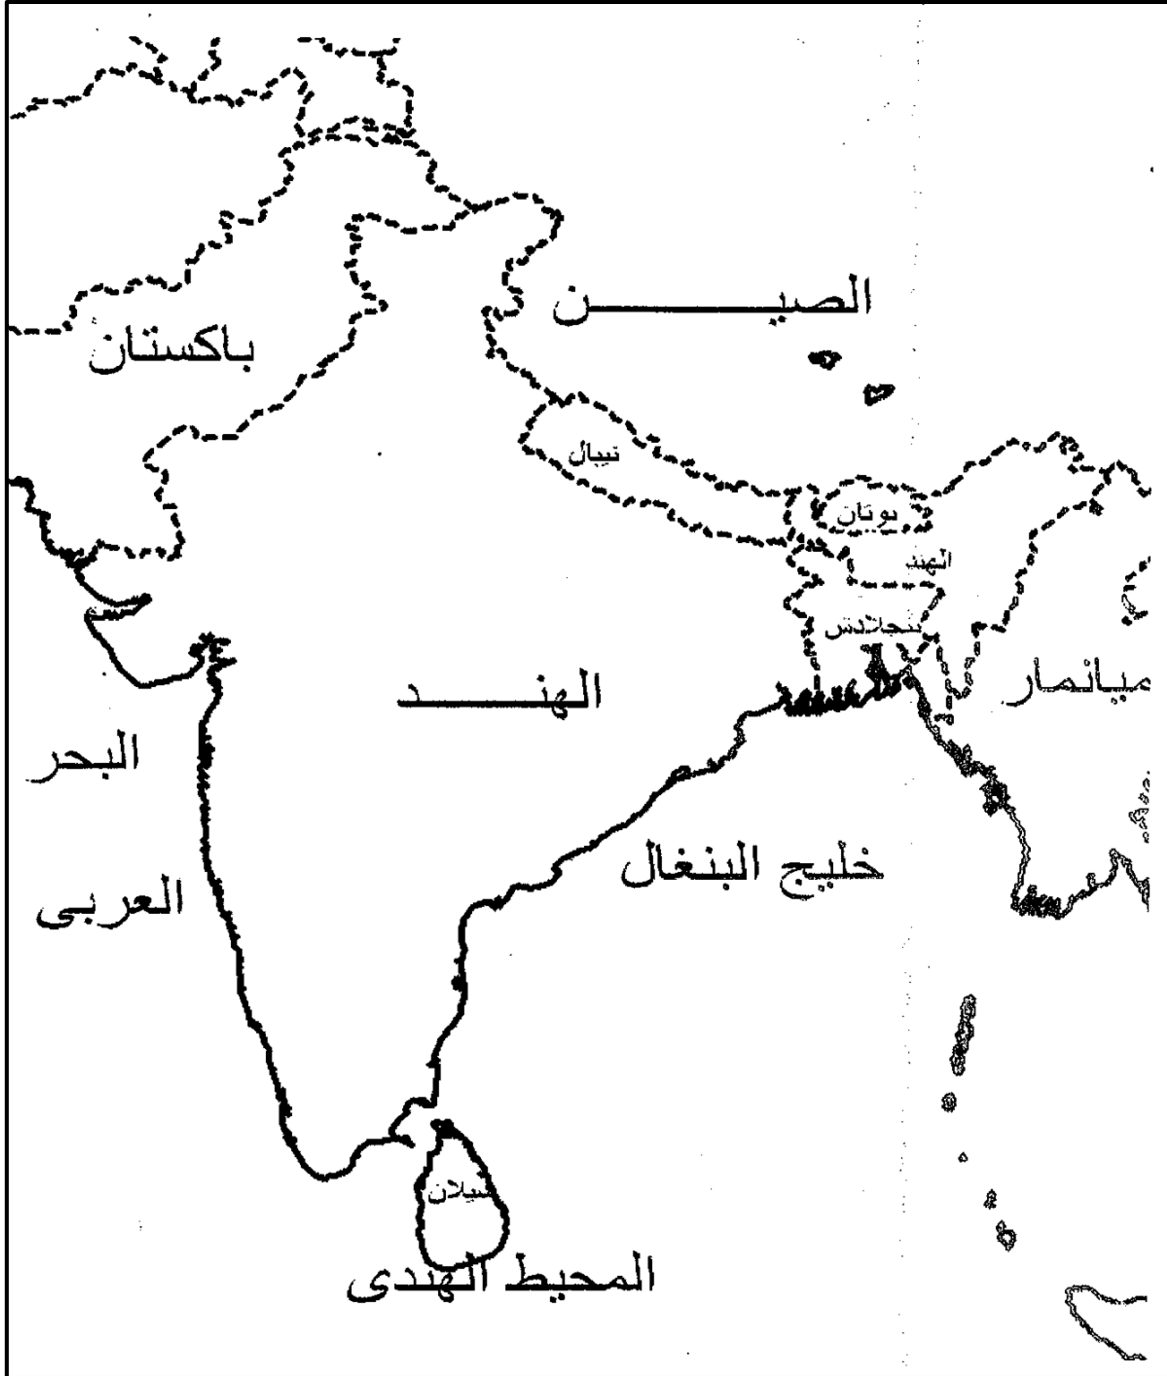 الصين
باكستان
نيبال
بوتان
الهند
بنجلادش
الهند
ميانمار
البحر
خليج البنغال
العربى
سيلان
المحيط الهندى